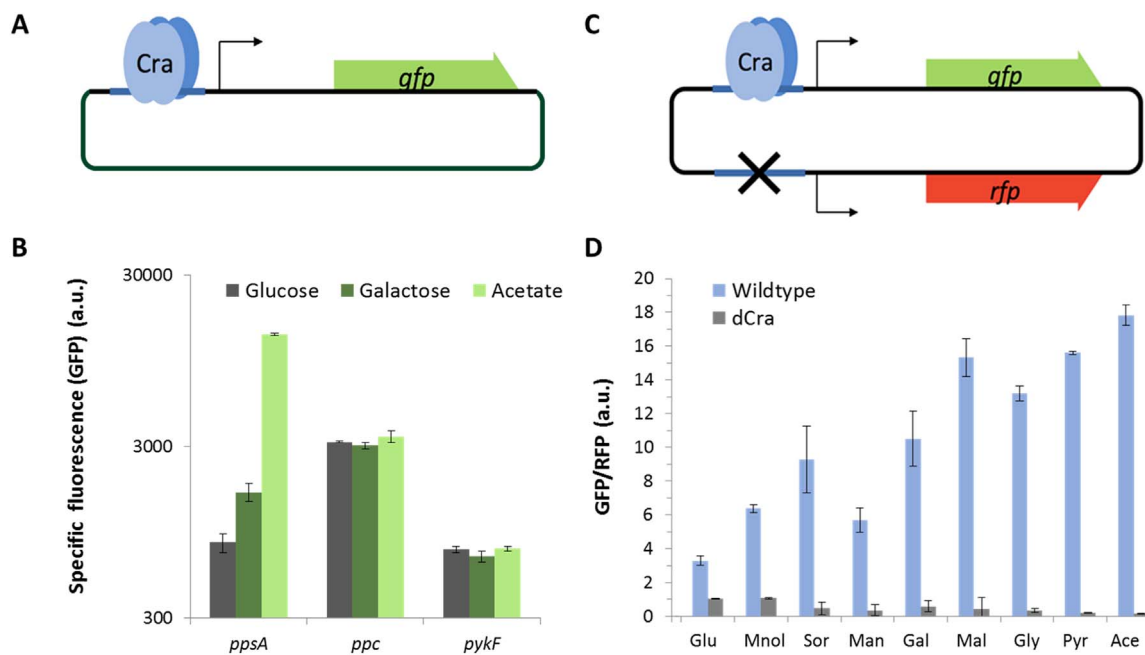 A
Cra
gfp
C
Cra
gfp
rfp
B
Specific fluorescence (GFP) (a.u.)
30000
3000
300
Glucose Galactose Acetate
ppsA ppc pykF
D
GFP/RFP (a.u.)
20
18
16
14
12
10
8
6
4
2
0
Wildtype
dCra
Glu Mnol Sor Man Gal Mal Gly Pyr Ace